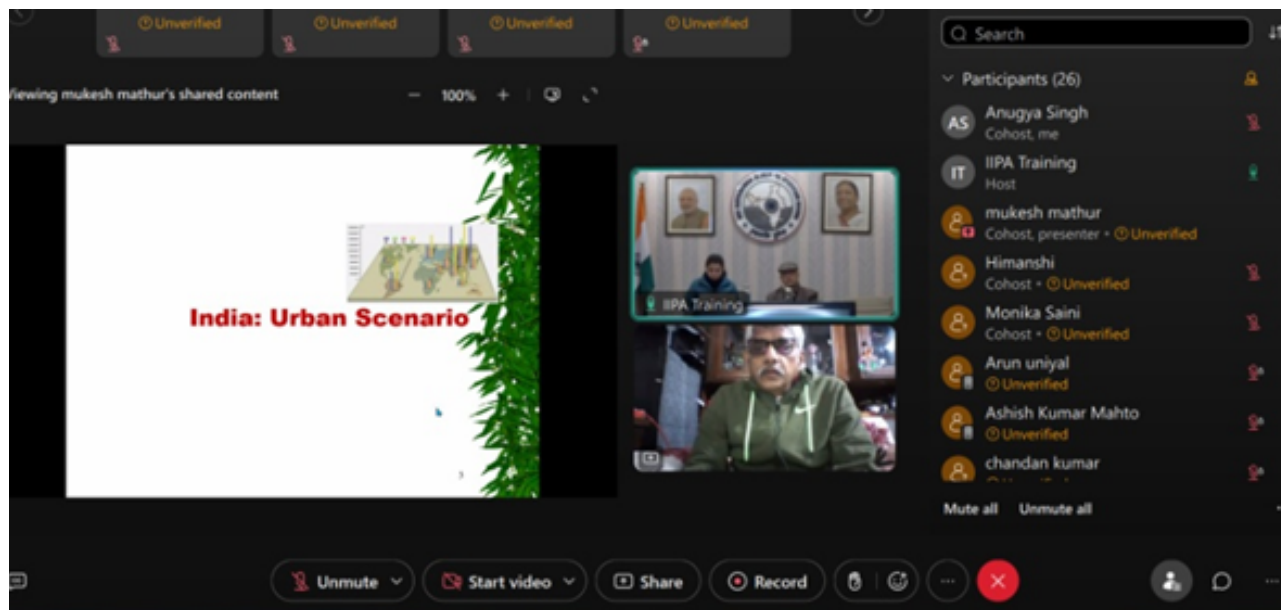 Unverified
Unverified
Unverified
Unverified
Viewing mukesh mathur's shared content
100%
India: Urban Scenario
3
IIPA Training
Search
Participants (26)
AS
Anugya Singh
Cohost, me
IT
IIPA Training
Host
mukesh mathur
Cohost, presenter • Unverified
Himanshi
Cohost • Unverified
Monika Saini
Cohost • Unverified
Arun uniyal
Unverified
Ashish Kumar Mahto
Unverified
chandan kumar
Mute all Unmute all
Unmute
Start video
Share
Record